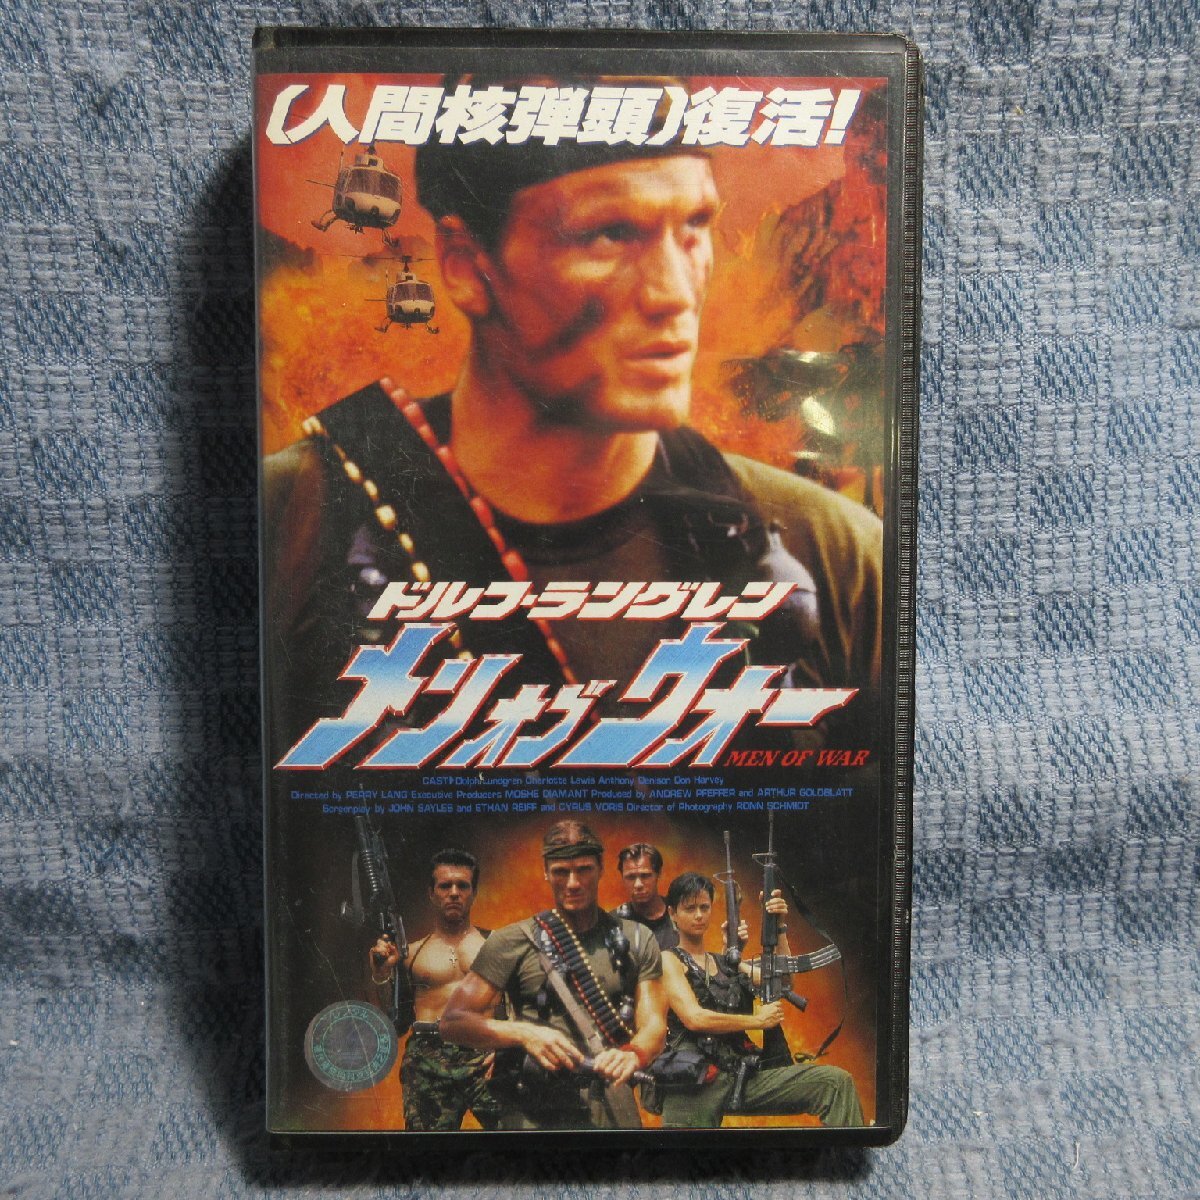 〔人間核弾頭〕復活!
ドルフ・ラングレン
メン・オブ・ウォー
MEN OF WAR
CAST▶Dolph Lundgren Charlotte Lewis Anthony Denison Don Harvey
Directed by PERRY LANG Executive Producers MOSHE DIAMANT Produced by ANDREW PFEFFER and ARTHUR GOLDBLATT
Screenplay by JOHN SAYLES and ETHAN REIFF and CYRUS VORIS Director of Photography RONN SCHMIDT